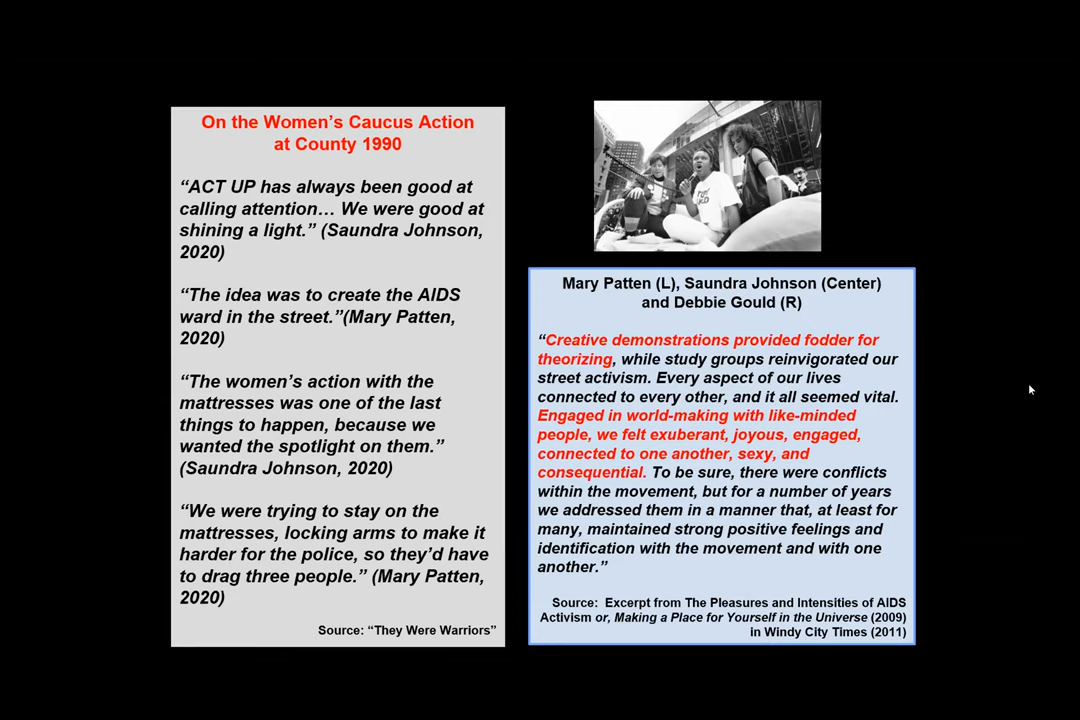 On the Women’s Caucus Action
at County 1990
“ACT UP has always been good at
calling attention… We were good at
shining a light.” (Saundra Johnson,
2020)
“The idea was to create the AIDS
ward in the street.”(Mary Patten,
2020)
“The women’s action with the
mattresses was one of the last
things to happen, because we
wanted the spotlight on them.”
(Saundra Johnson, 2020)
“We were trying to stay on the
mattresses, locking arms to make it
harder for the police, so they’d have
to drag three people.” (Mary Patten,
2020)
Source: “They Were Warriors”
Mary Patten (L), Saundra Johnson (Center)
and Debbie Gould (R)
“Creative demonstrations provided fodder for
theorizing, while study groups reinvigorated our
street activism. Every aspect of our lives
connected to every other, and it all seemed vital.
Engaged in world-making with like-minded
people, we felt exuberant, joyous, engaged,
connected to one another, sexy, and
consequential. To be sure, there were conflicts
within the movement, but for a number of years
we addressed them in a manner that, at least for
many, maintained strong positive feelings and
identification with the movement and with one
another.”
Source: Excerpt from The Pleasures and Intensities of AIDS
Activism or, Making a Place for Yourself in the Universe (2009)
in Windy City Times (2011)